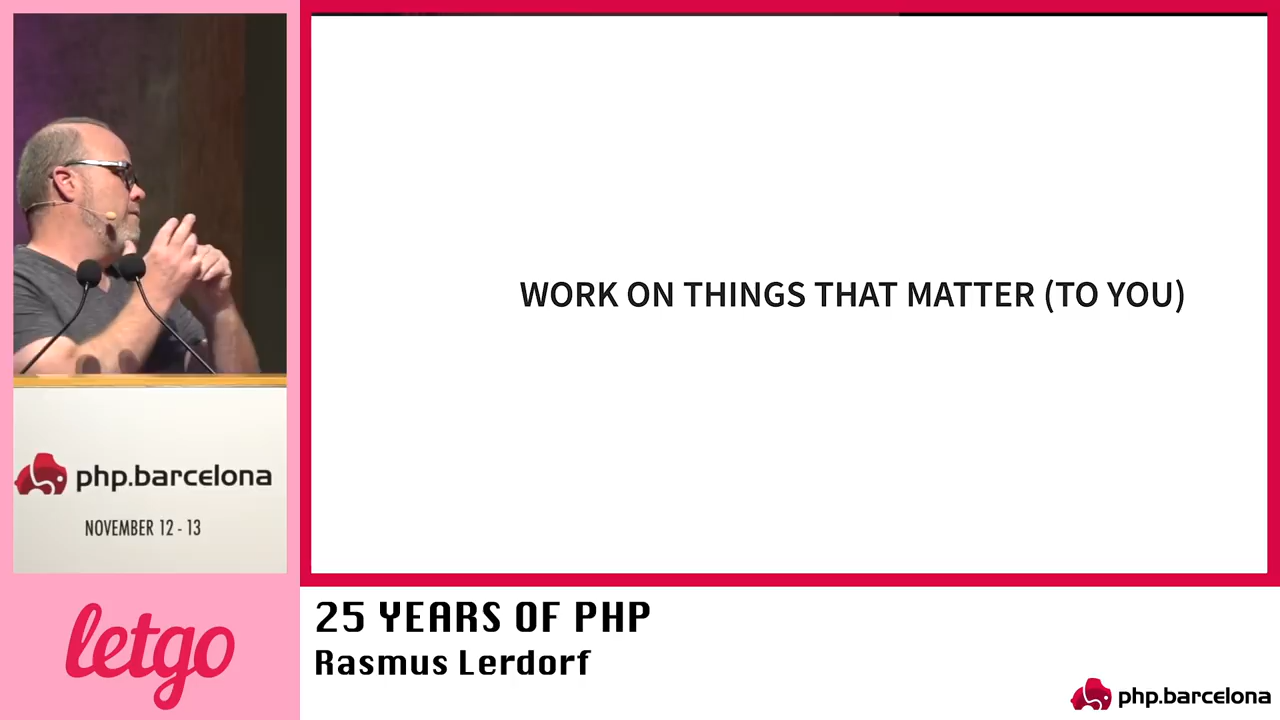 WORK ON THINGS THAT MATTER (TO YOU)
php.barcelona
NOVEMBER 12 - 13
letgo
25 YEARS OF PHP
Rasmus Lerdorf
php.barcelona